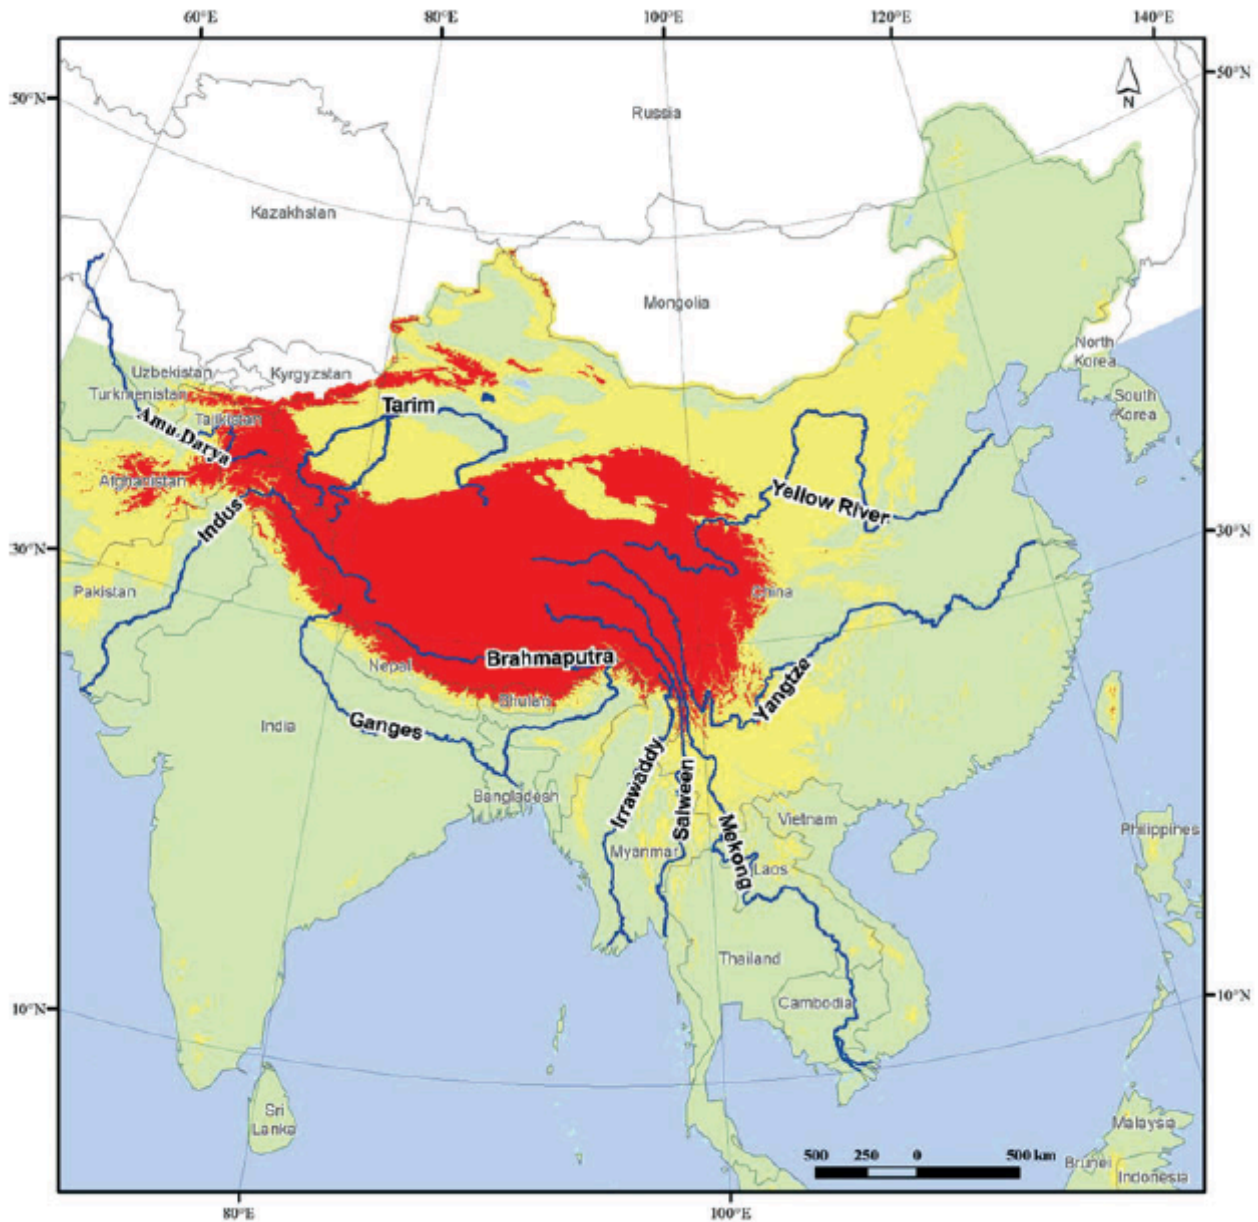 60°E
80°E
100°E
120°E
140°E
50°N
50°N
N
Russia
Kazakhstan
Mongolia
North
Korea
Uzbekistan
Kyrgyzstan
Turkmenistan
South
Korea
Tarim
Tajikistan
Amu-Darya
Afghanistan
Yellow River
Indus
30°N
30°N
Pakistan
China
Brahmaputra
Nepal
Yangtze
Bhutan
India
Ganges
Irrawaddy
Salween
Bangladesh
Mekong
Vietnam
Philippines
Myanmar
Laos
Thailand
Cambodia
10°N
10°N
Sri
Lanka
Malaysia
500 250 0 500 km
Brunei
Indonesia
80°E
100°E